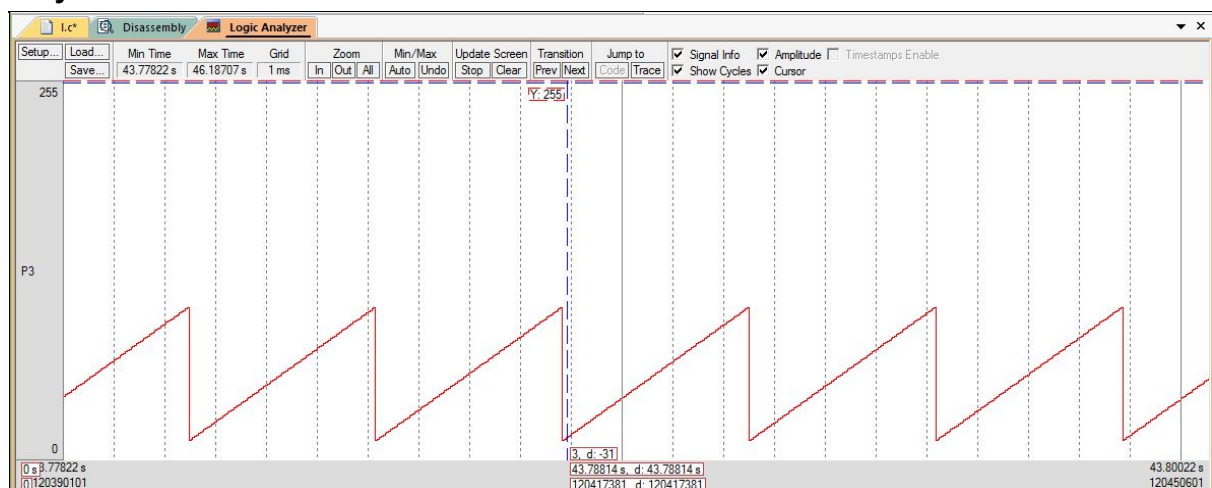 I.c* Disassembly Logic Analyzer
Setup... Load... Min Time Max Time Grid Zoom Min/Max Update Screen Transition Jump to Signal Info Amplitude Timestamps Enable
Save... 43.77822 s 46.18707 s 1 ms In Out All Auto Undo Stop Clear Prev Next Code Trace Show Cycles Cursor
255 Y: 255
P3
0
3, d: -31
0 s 3.77822 s 43.78814 s, d: 43.78814 s 43.80022 s
0 120390101 120417381, d: 120417381 120450601